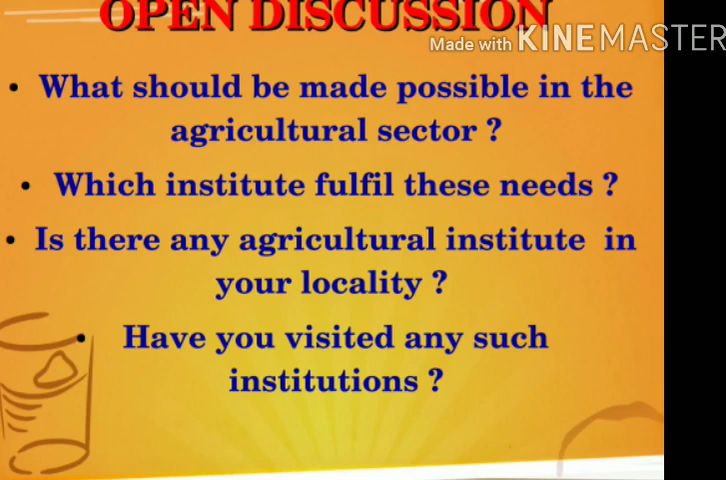 OPEN DISCUSSION
Made with KINEMASTER
• What should be made possible in the
agricultural sector ?
• Which institute fulfil these needs ?
• Is there any agricultural institute in
your locality ?
• Have you visited any such
institutions ?